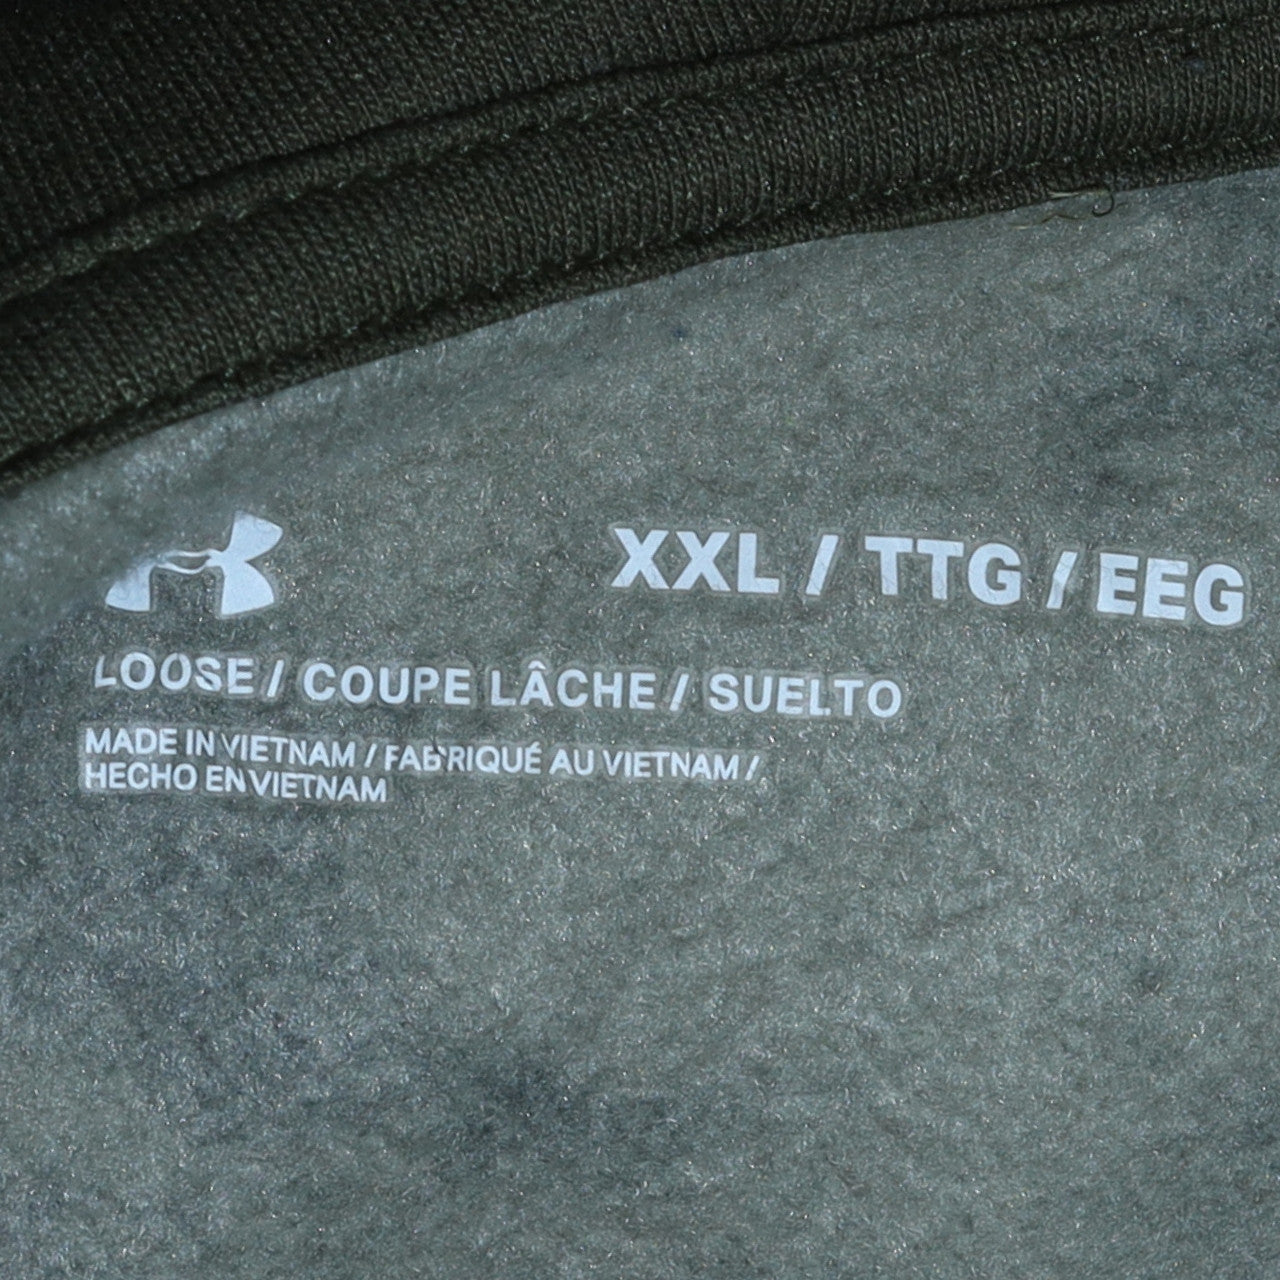 XXL / TTG / EEG
LOOSE / COUPE LÂCHE / SUELTO
MADE IN VIETNAM / FABRIQUÉ AU VIETNAM /
HECHO EN VIETNAM